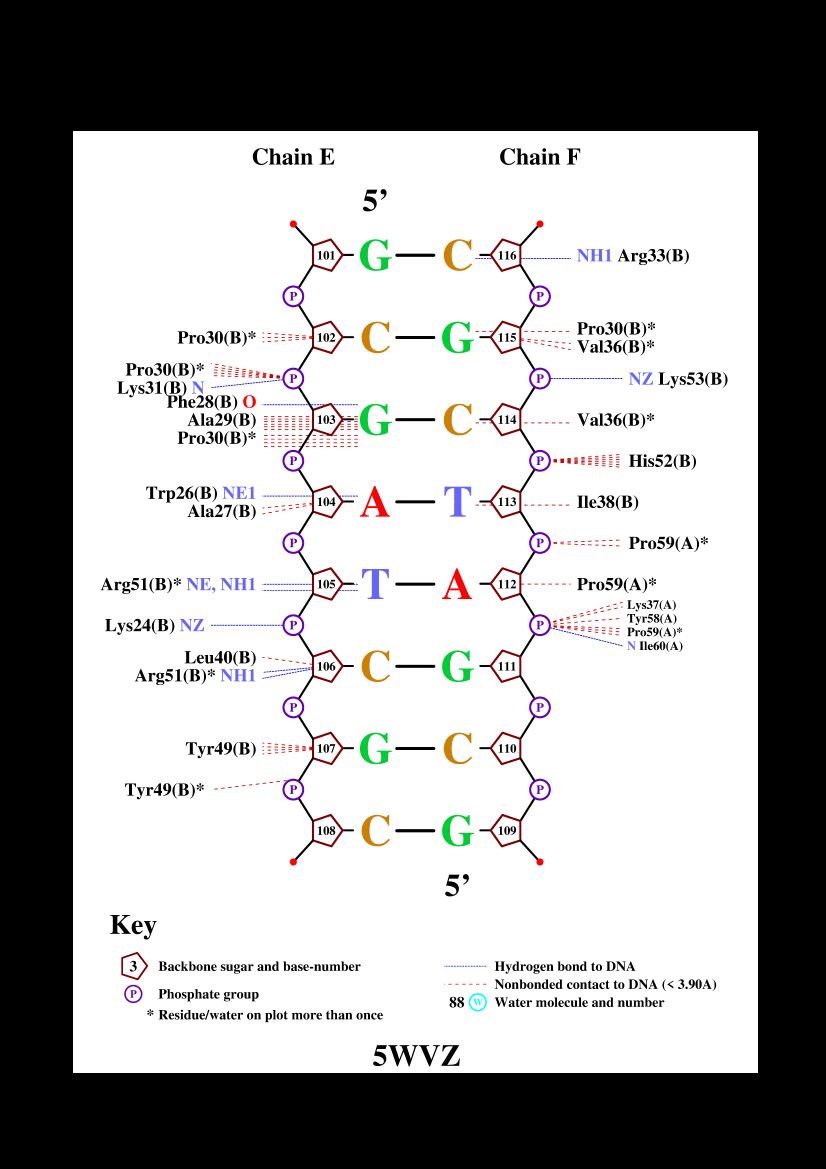 Chain E Chain F
5’
101 G C 116 NH1 Arg33(B)
P P
Pro30(B)* 102 C G 115 Pro30(B)*
Val36(B)*
Pro30(B)*
Lys31(B) N P P NZ Lys53(B)
Phe28(B) O
Ala29(B) 103 G C 114 Val36(B)*
Pro30(B)*
P P His52(B)
Trp26(B) NE1 104 A T 113 Ile38(B)
Ala27(B)
P P Pro59(A)*
Arg51(B)* NE, NH1 105 T A 112 Pro59(A)*
Lys37(A)
Tyr58(A)
Lys24(B) NZ P P Pro59(A)*
N Ile60(A)
Leu40(B)
Arg51(B)* NH1 106 C G 111
P P
Tyr49(B) 107 G C 110
Tyr49(B)* P P
108 C G 109
5’
Key
3 Backbone sugar and base-number
P Phosphate group
* Residue/water on plot more than once
Hydrogen bond to DNA
Nonbonded contact to DNA (< 3.90A)
88 W Water molecule and number
5WVZ